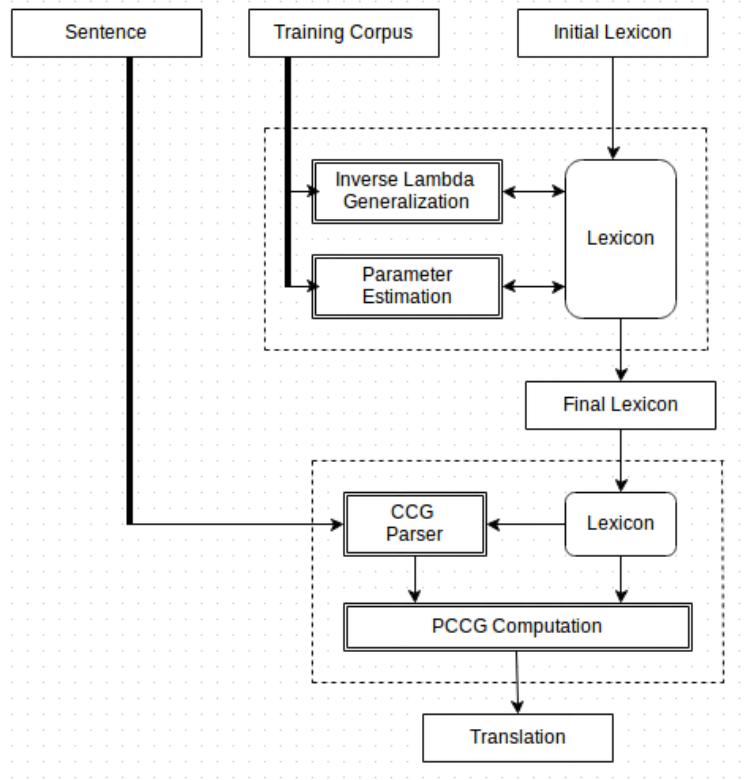 Sentence
Training Corpus
Initial Lexicon
Inverse Lambda
Generalization
Lexicon
Parameter
Estimation
Final Lexicon
CCG
Parser
Lexicon
PCCG Computation
Translation